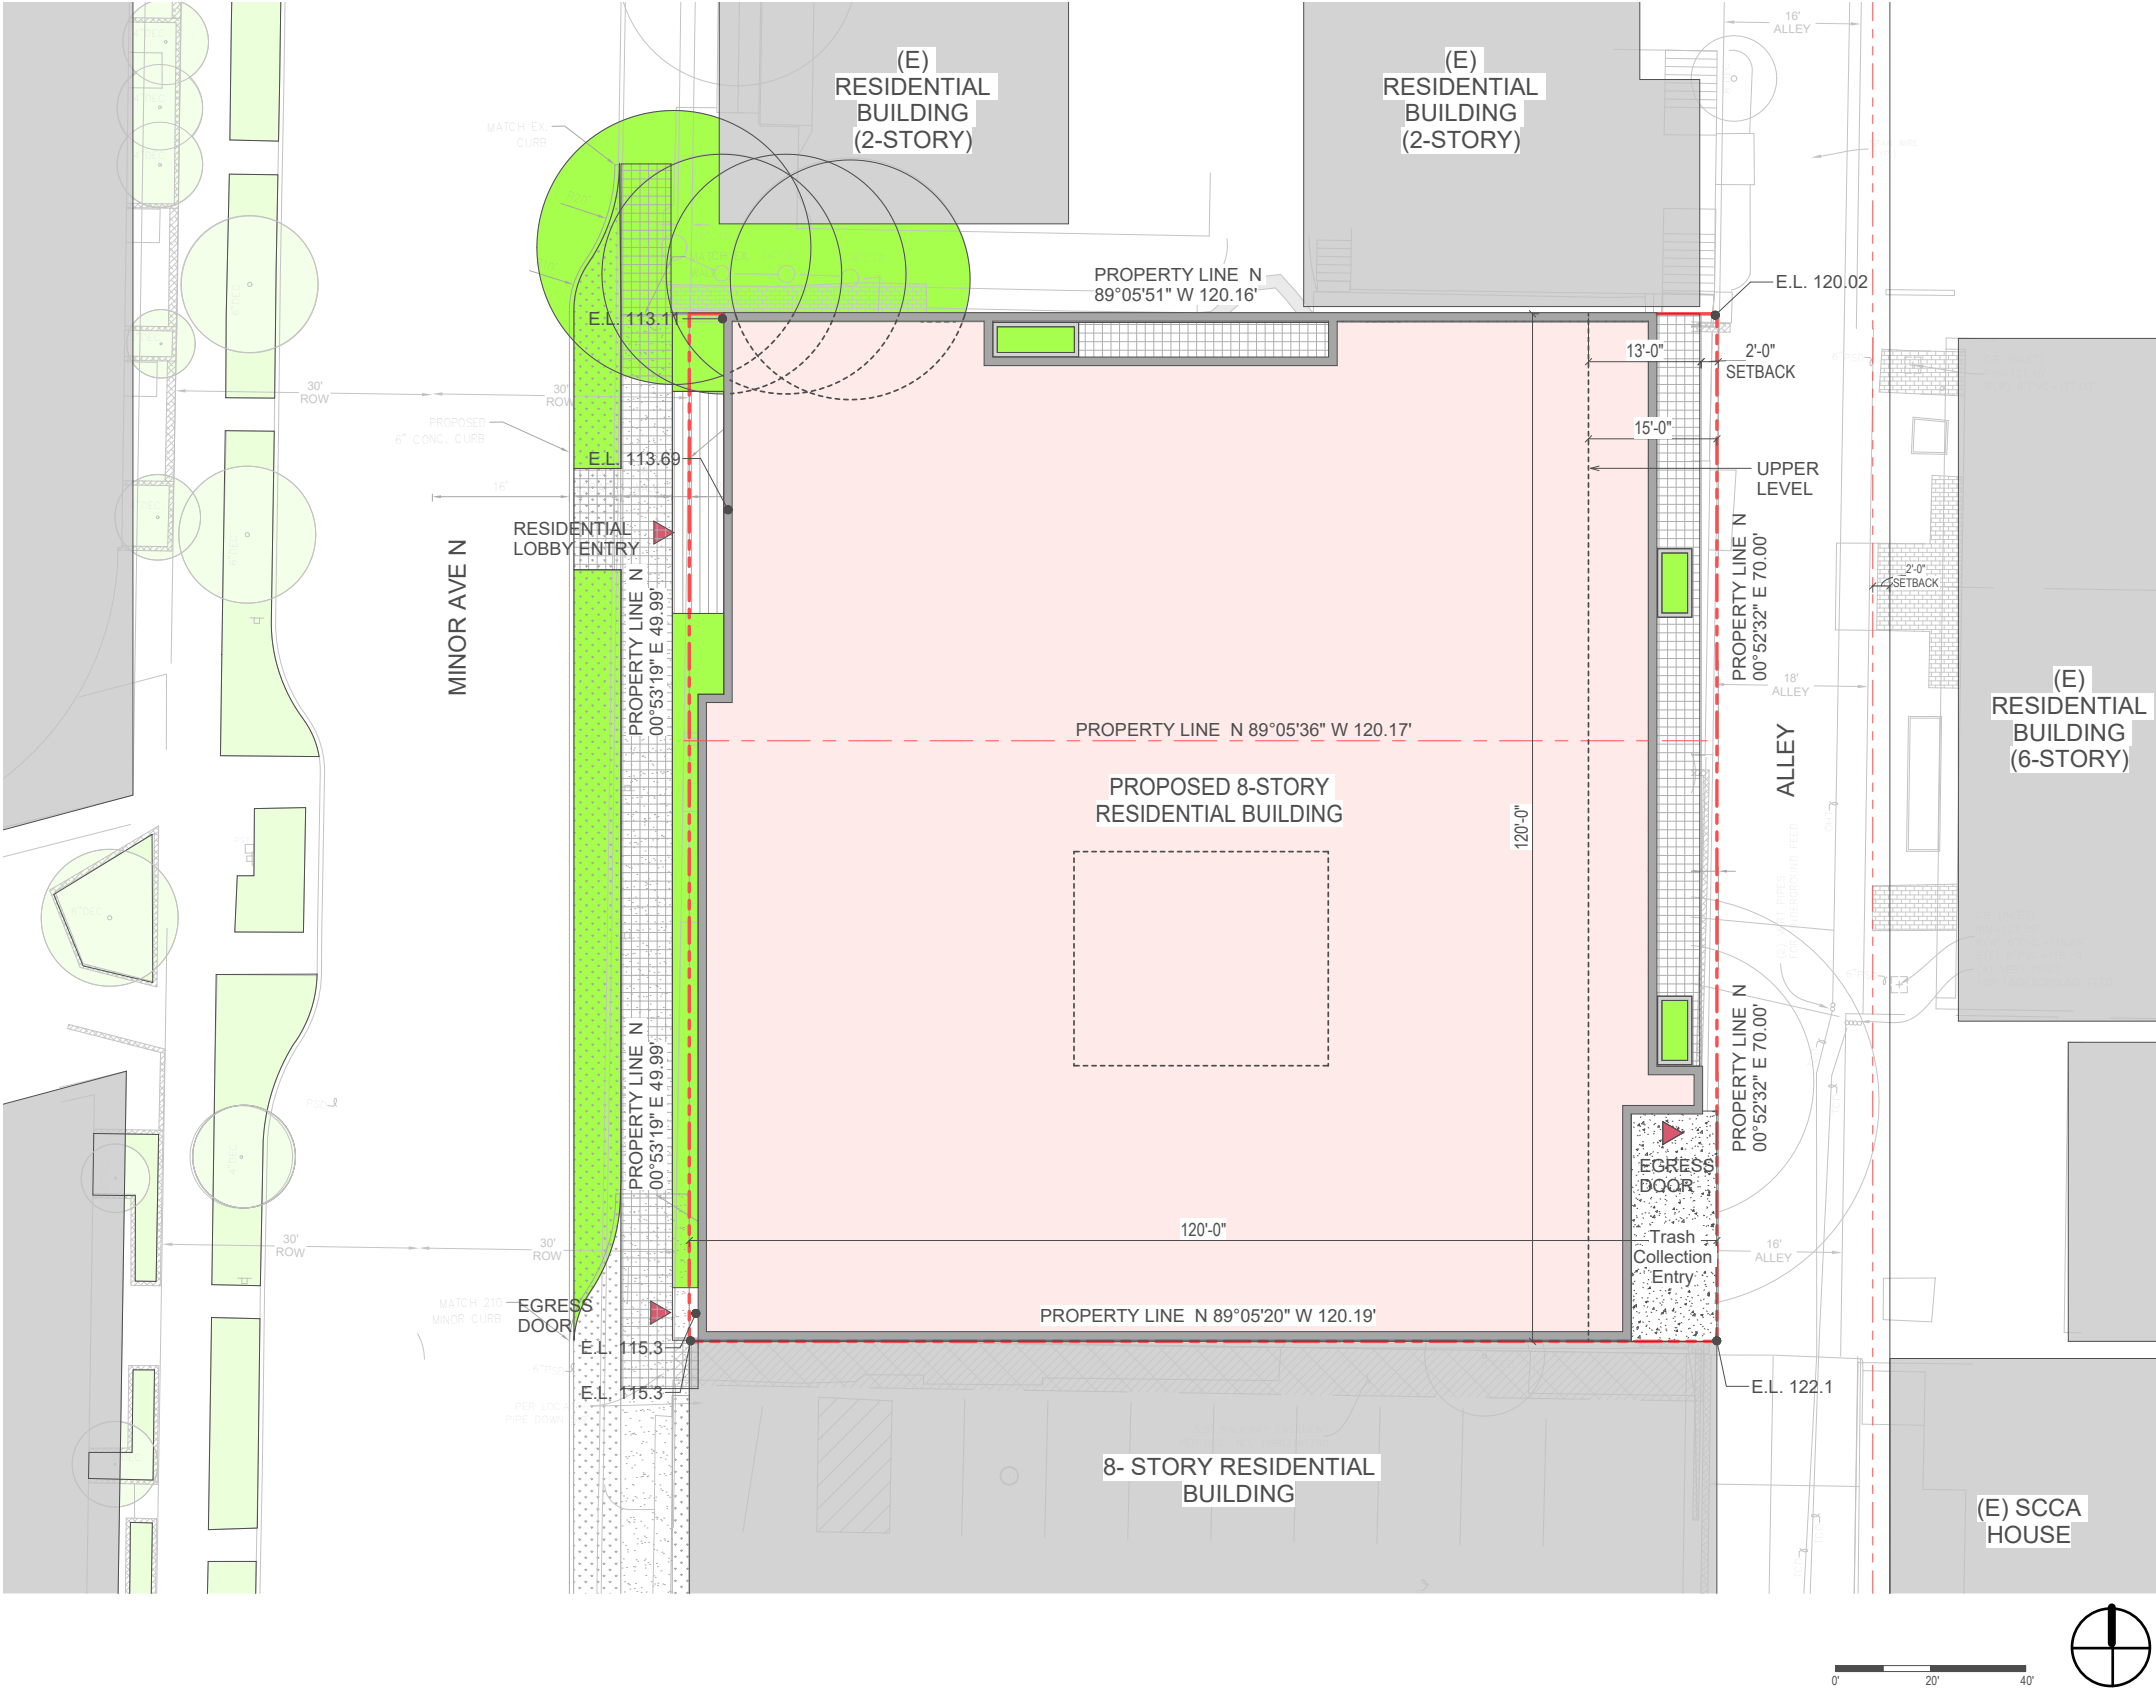 16'
ALLEY
(E)
RESIDENTIAL
BUILDING
(2-STORY)
(E)
RESIDENTIAL
BUILDING
(2-STORY)
MATCH EX.
CURB
PROPERTY LINE  N
89°05'51" W 120.16'
E.L. 120.02
E.L. 113.11
13'-0"
2'-0"
SETBACK
30'
ROW
30'
ROW
PROPOSED
6" CONC. CURB
15'-0"
E.L. 113.69
UPPER
LEVEL
16'
RESIDENTIAL
LOBBY ENTRY
MINOR AVE N
PROPERTY LINE  N
00°53'19" E 49.99'
PROPERTY LINE  N
00°52'32" E 70.00'
2'-0"
SETBACK
18'
ALLEY
(E)
RESIDENTIAL
BUILDING
(6-STORY)
PROPERTY LINE  N 89°05'36" W 120.17'
ALLEY
PROPOSED 8-STORY
RESIDENTIAL BUILDING
120'-0"
8"DEC
PROPERTY LINE  N
00°53'19" E 49.99'
PROPERTY LINE  N
00°52'32" E 70.00'
EGRESS
DOOR
30'
ROW
30'
ROW
120'-0"
Trash
Collection
Entry
16'
ALLEY
MATCH 210
MINOR CURB
EGRESS
DOOR
PROPERTY LINE  N 89°05'20" W 120.19'
E.L. 115.3
E.L. 115.3
E.L. 122.1
8- STORY RESIDENTIAL
BUILDING
(E) SCCA
HOUSE
0'
20'
40'